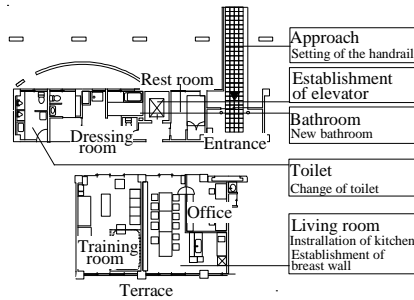 Approach
Setting of the handrail
Rest room
Establishment
of elevator
Bathroom
New bathroom
Dressing
room
Entrance
Toilet
Change of toilet
Office
Living room
Installation of kitchen
Establishment of
breast wall
Training
room
Terrace